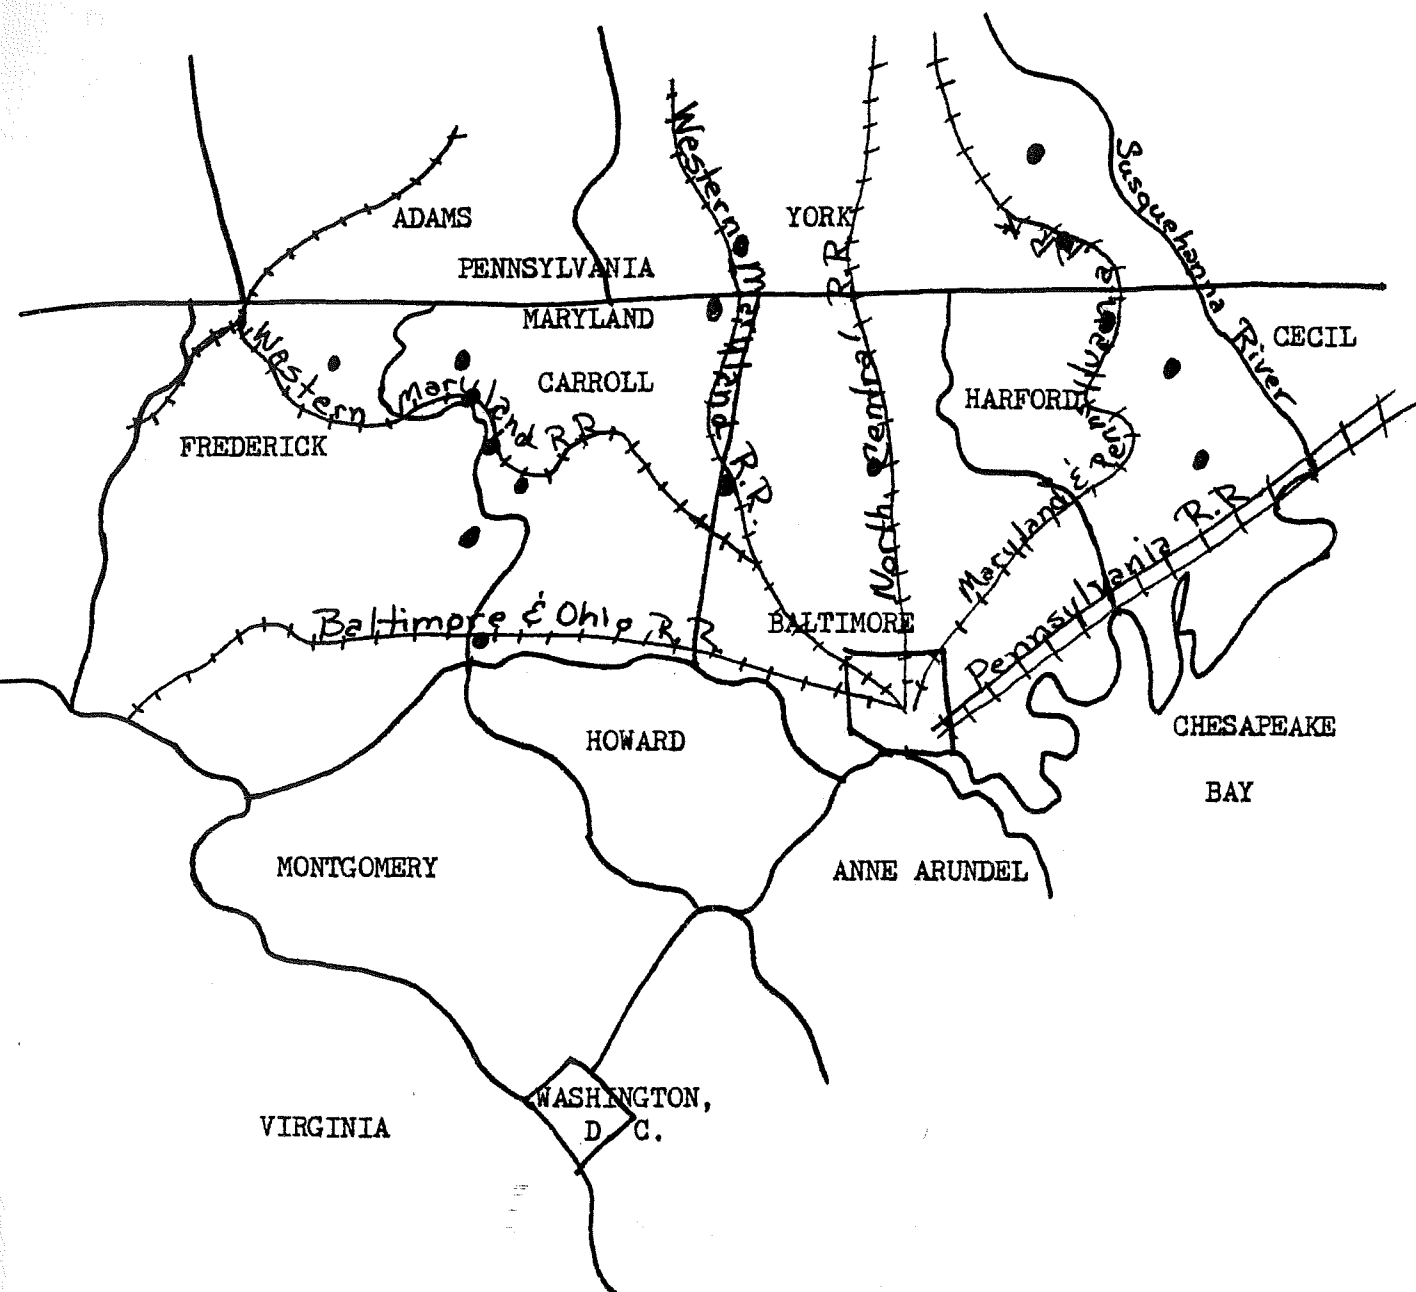 Susquehanna River
Western Maryland R.R.
ADAMS
YORK
PENNSYLVANIA
MARYLAND
CECIL
Western Maryland R R
CARROLL
HARFORD
FREDERICK
North Central R.R
Maryland & Pennsylvania R R
Pennsylvania R.R
Baltimore & Ohio R R
BALTIMORE
HOWARD
CHESAPEAKE
BAY
MONTGOMERY
ANNE ARUNDEL
WASHINGTON,
D. C.
VIRGINIA